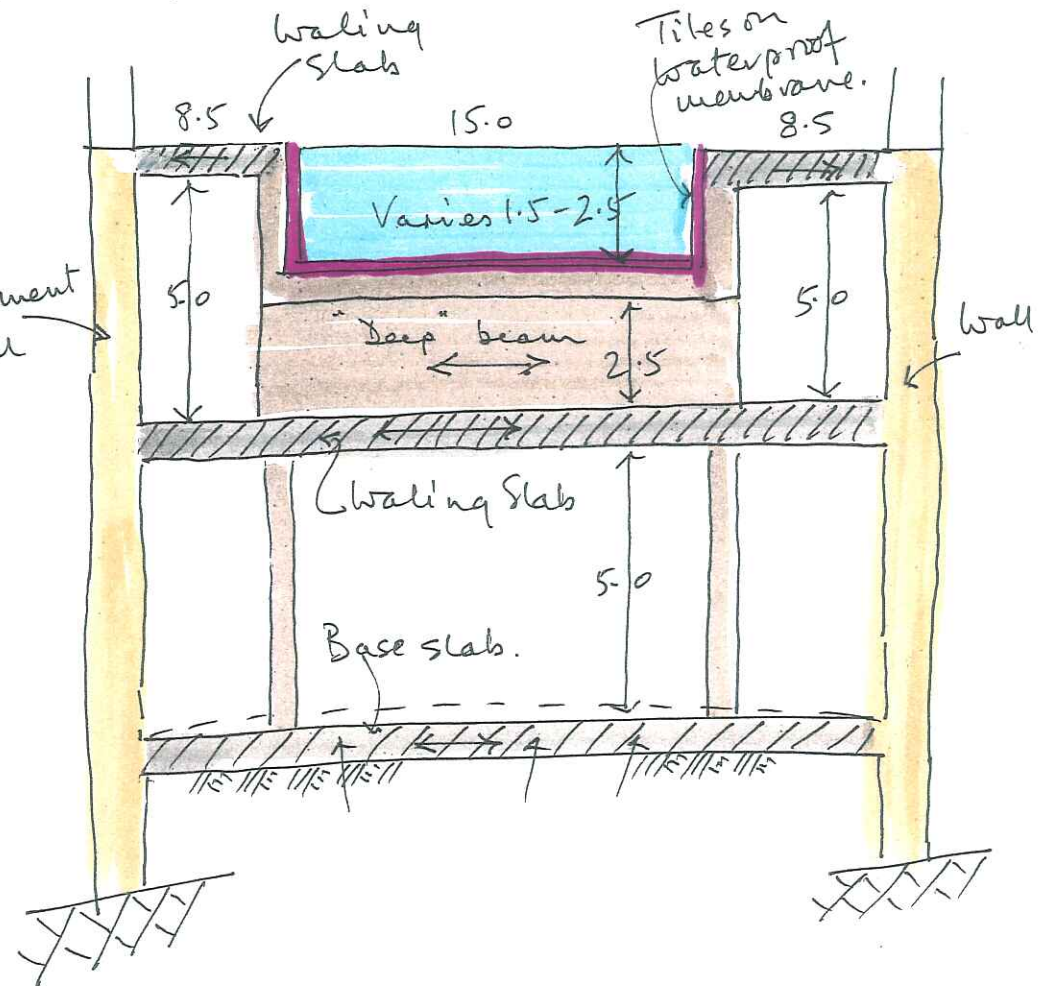 Waling
slab
Tiles on
waterproof
membrane.
8.5
15.0
8.5
Varies 1.5-2.5
ment
5.0
5.0
Wall
"Deep" beam
2.5
Waling Slab
5.0
Base slab.